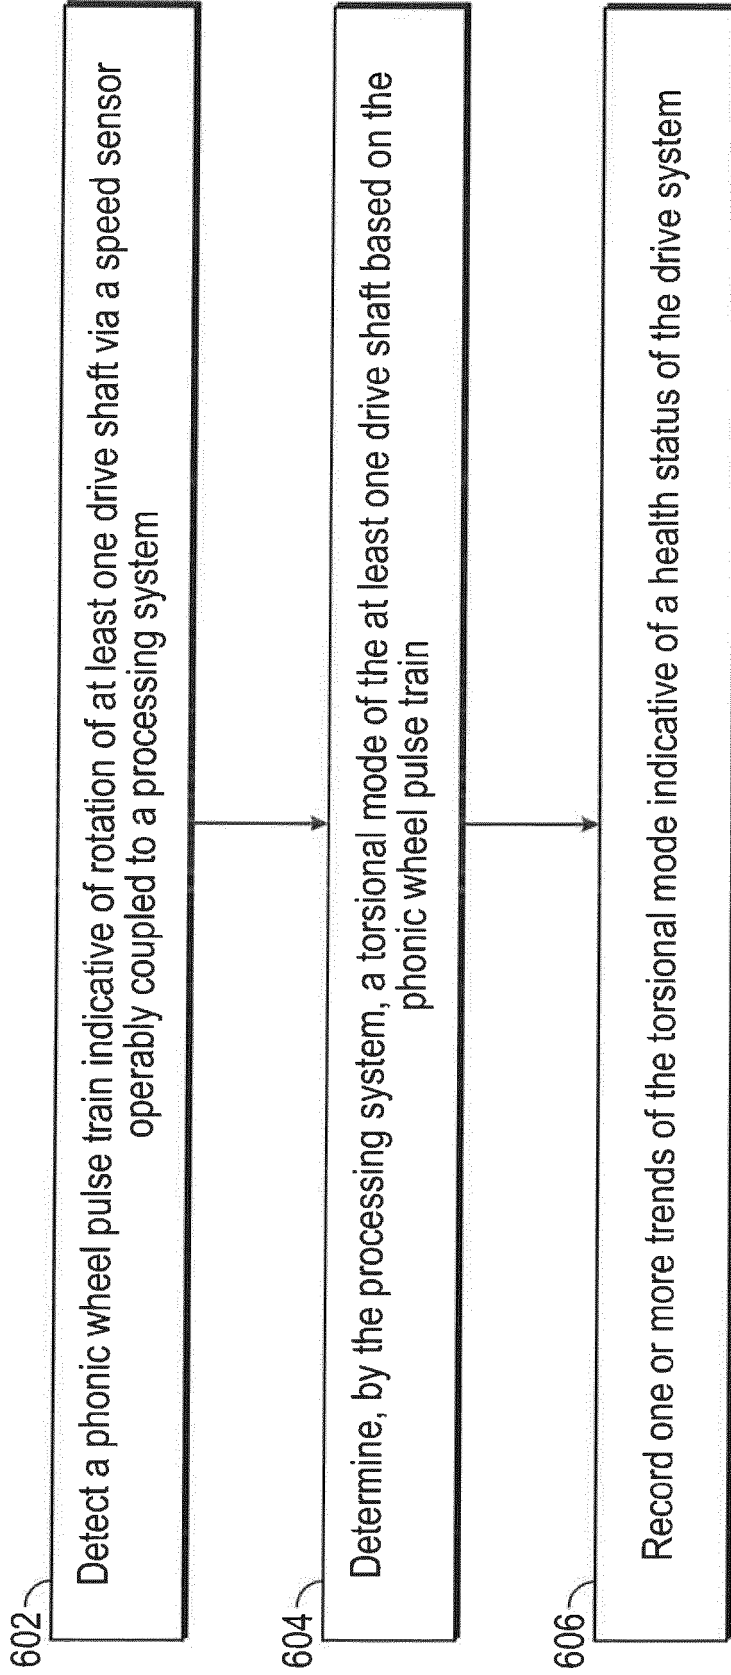 602
Detect a phonic wheel pulse train indicative of rotation of at least one drive shaft via a speed sensor
operably coupled to a processing system
604
Determine, by the processing system, a torsional mode of the at least one drive shaft based on the
phonic wheel pulse train
606
Record one or more trends of the torsional mode indicative of a health status of the drive system